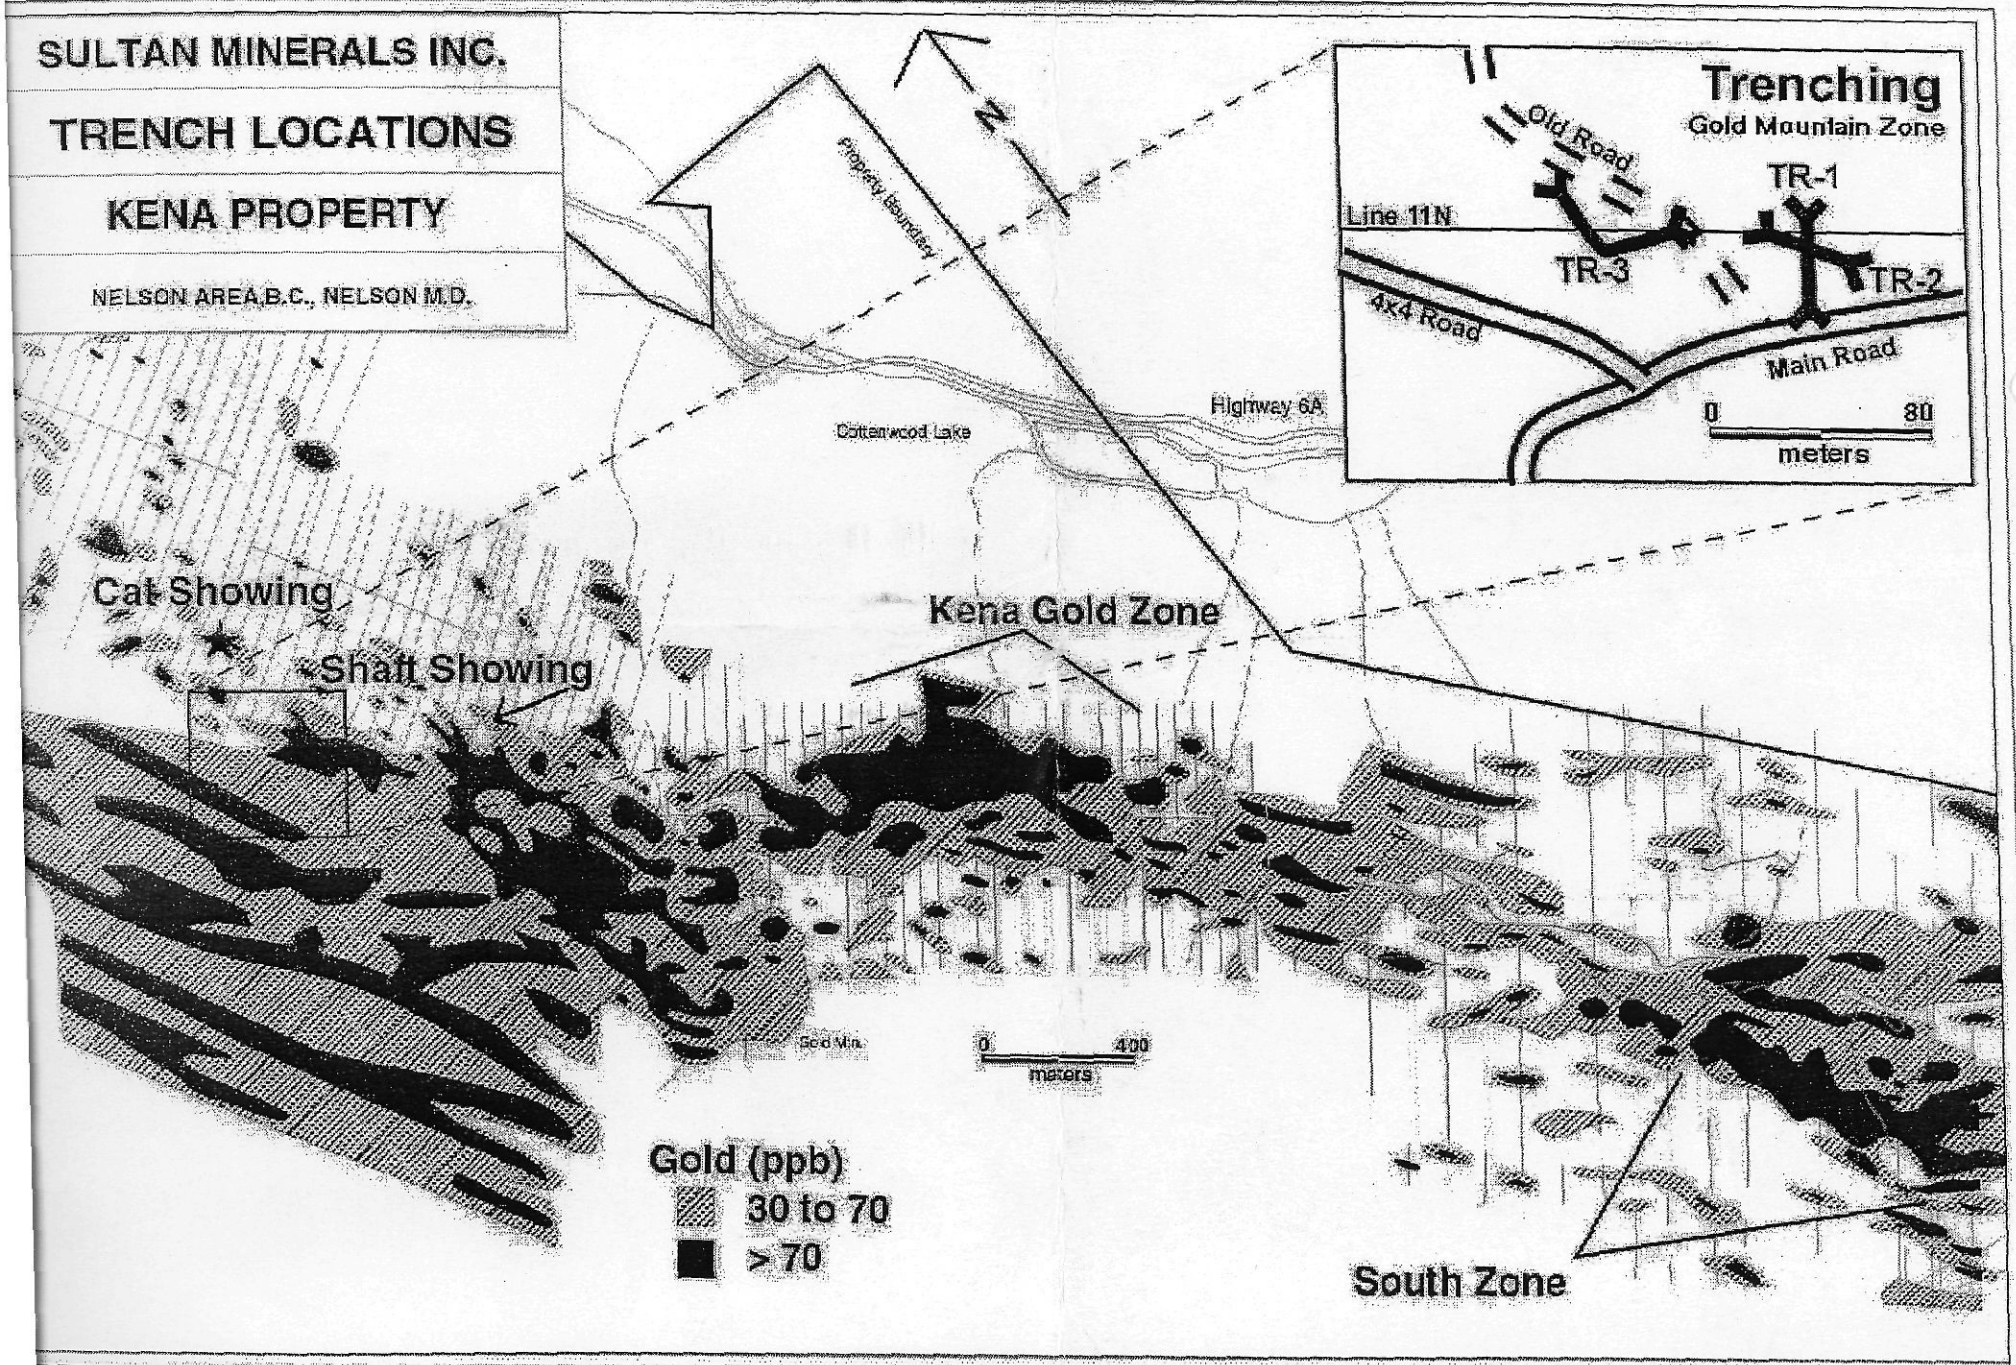 SULTAN MINERALS INC.
TRENCH LOCATIONS
KENA PROPERTY
NELSON AREA,B.C., NELSON M.D.
N
Property Boundary
Trenching
Gold Mountain Zone
Old Road
TR-1
Line 11N
TR-3
TR-2
4x4 Road
Main Road
0 80
meters
Highway 6A
Cottonwood Lake
Cat Showing
Kena Gold Zone
Shaft Showing
Gold Mtn.
0 400
meters
Gold (ppb)
30 to 70
> 70
South Zone